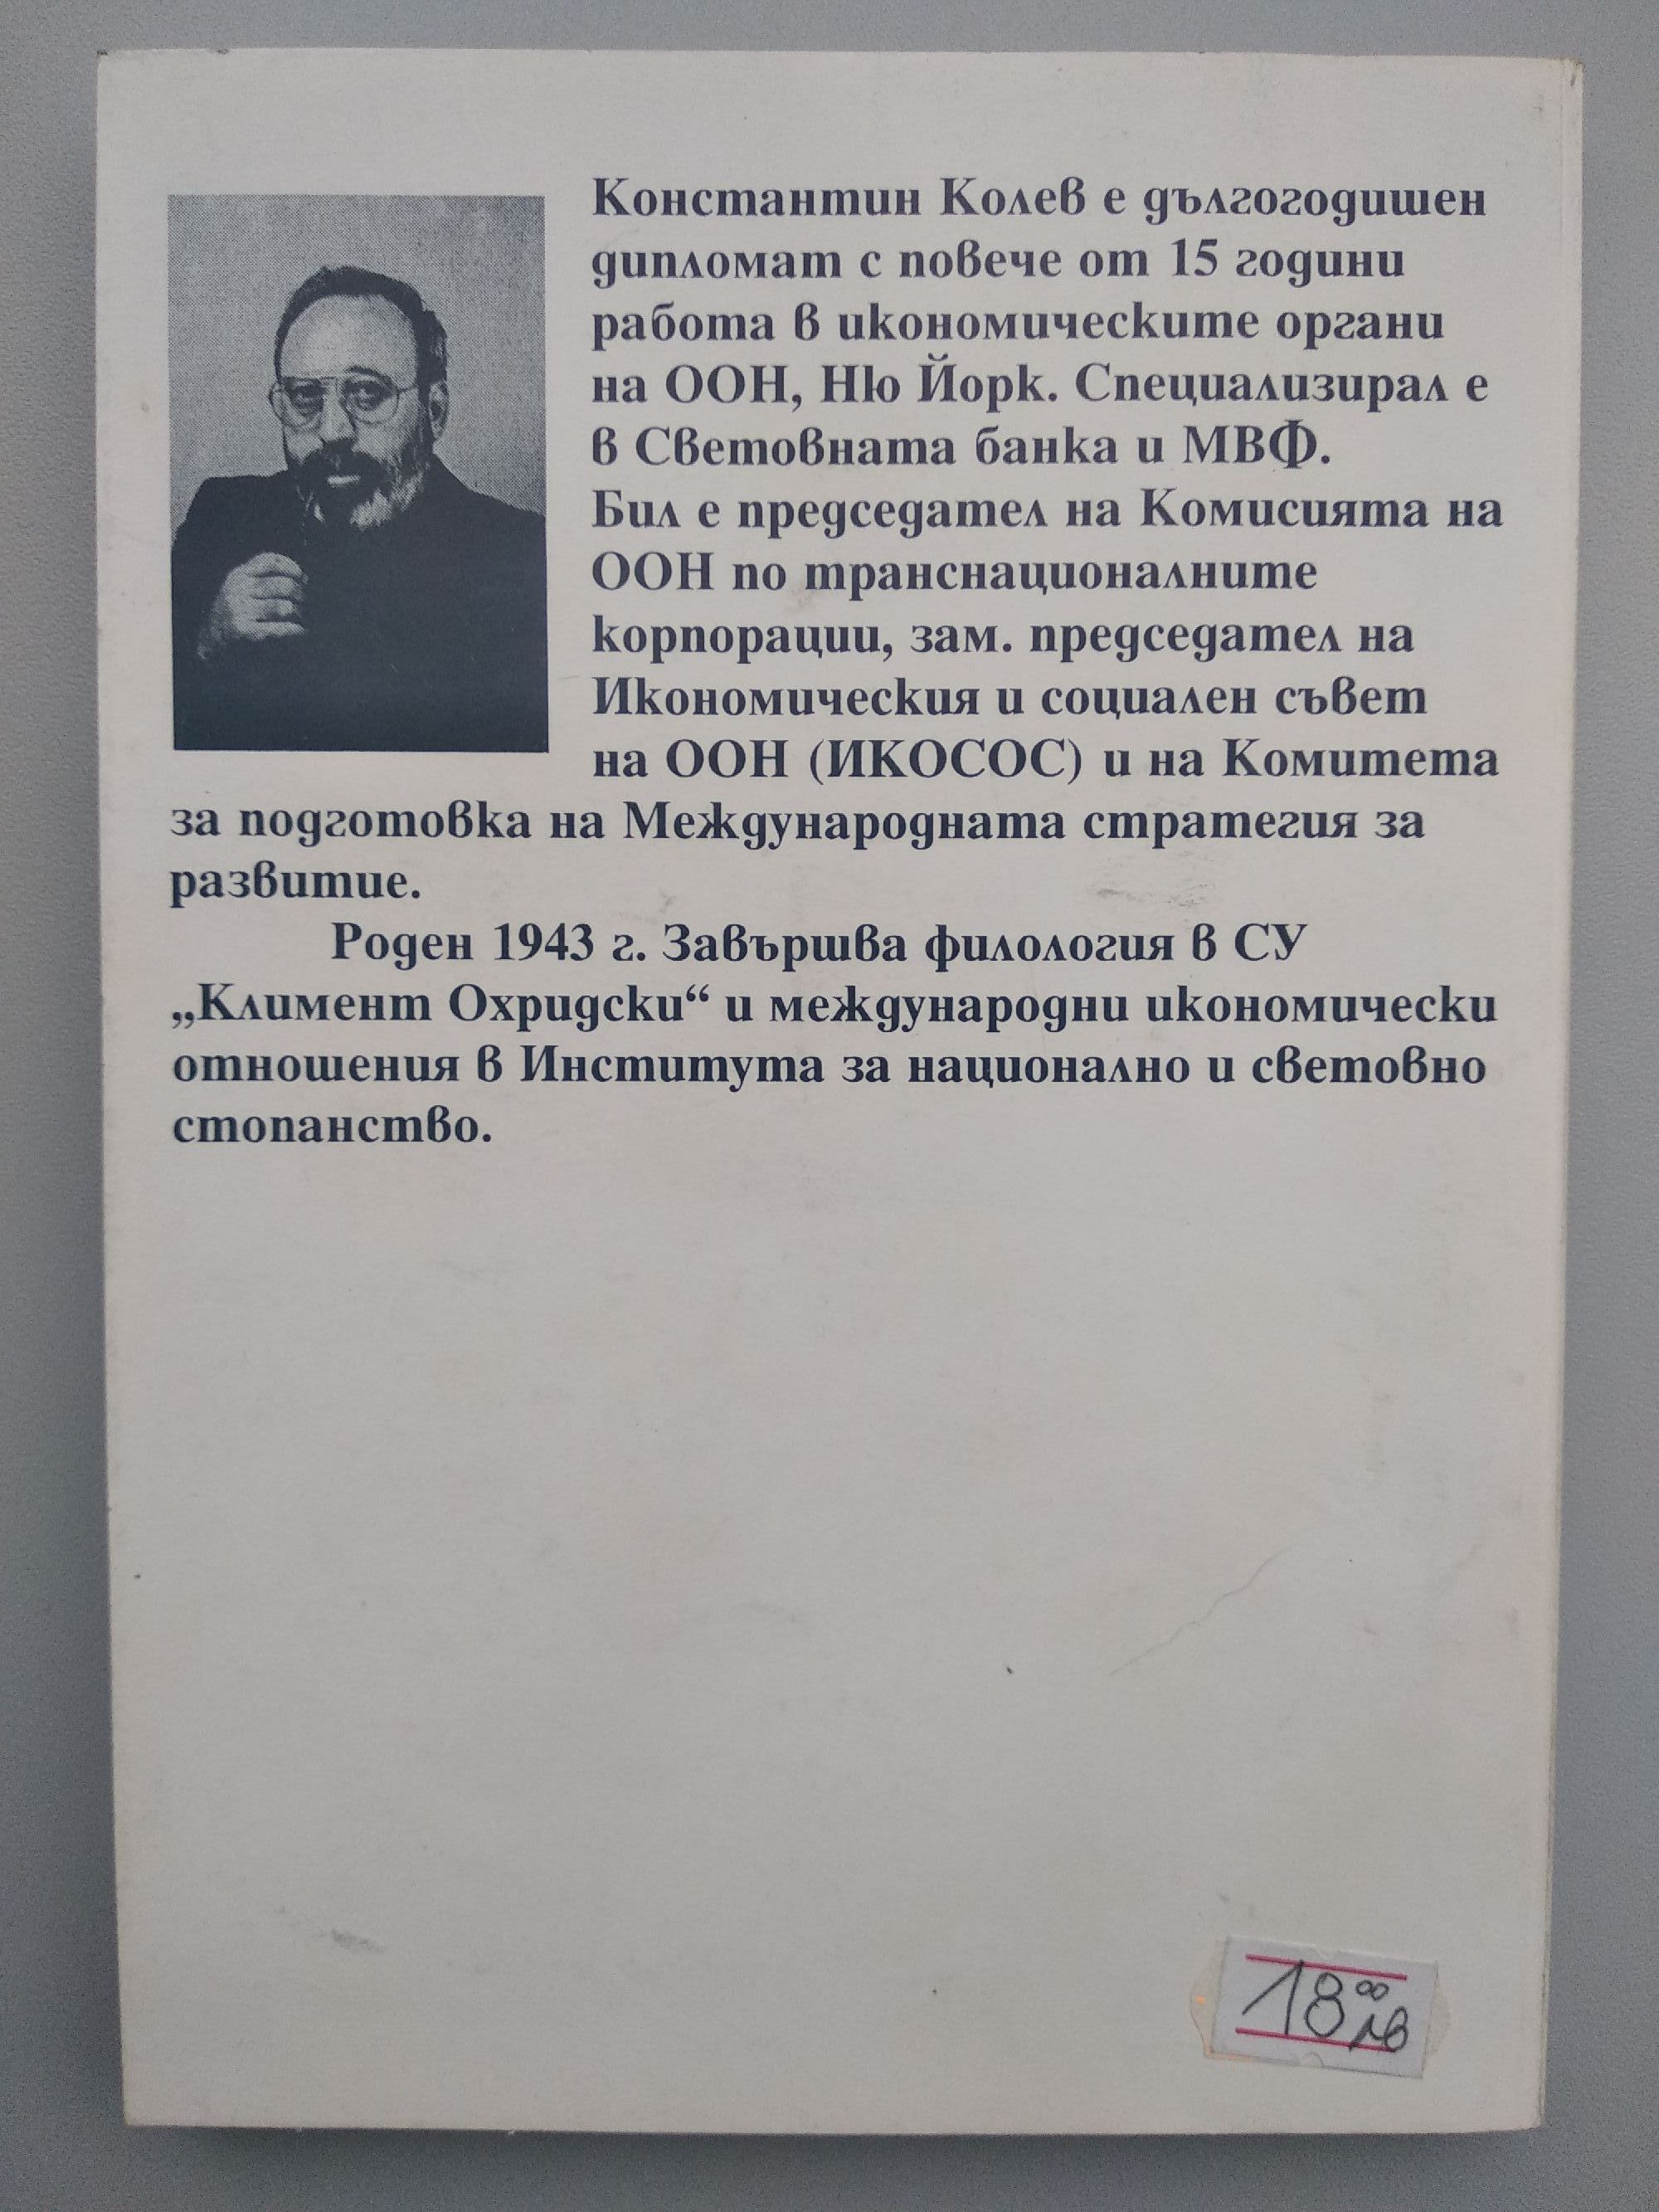 Константин Колев е дългогодишен
дипломат с повече от 15 години
работа в икономическите органи
на ООН, Ню Йорк. Специализирал е
в Световната банка и МВФ.
Бил е председател на Комисията на
ООН по транснационалните
корпорации, зам. председател на
Икономическия и социален съвет
на ООН (ИКОСОС) и на Комитета
за подготовка на Международната стратегия за
развитие.
Роден 1943 г. Завършва филология в СУ
„Климент Охридски“ и международни икономически
отношения в Института за национално и световно
стопанство.
18 00 лв